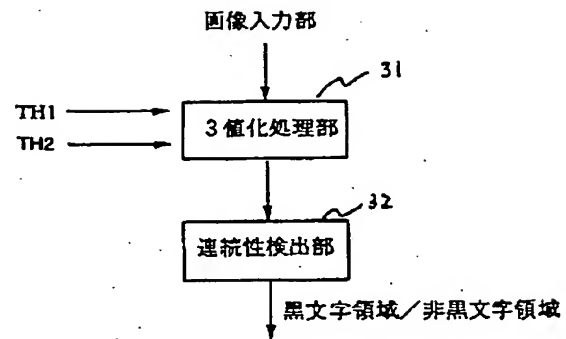 画像入力部
31
TH1
3値化処理部
TH2
32
連続性検出部
黒文字領域/非黒文字領域